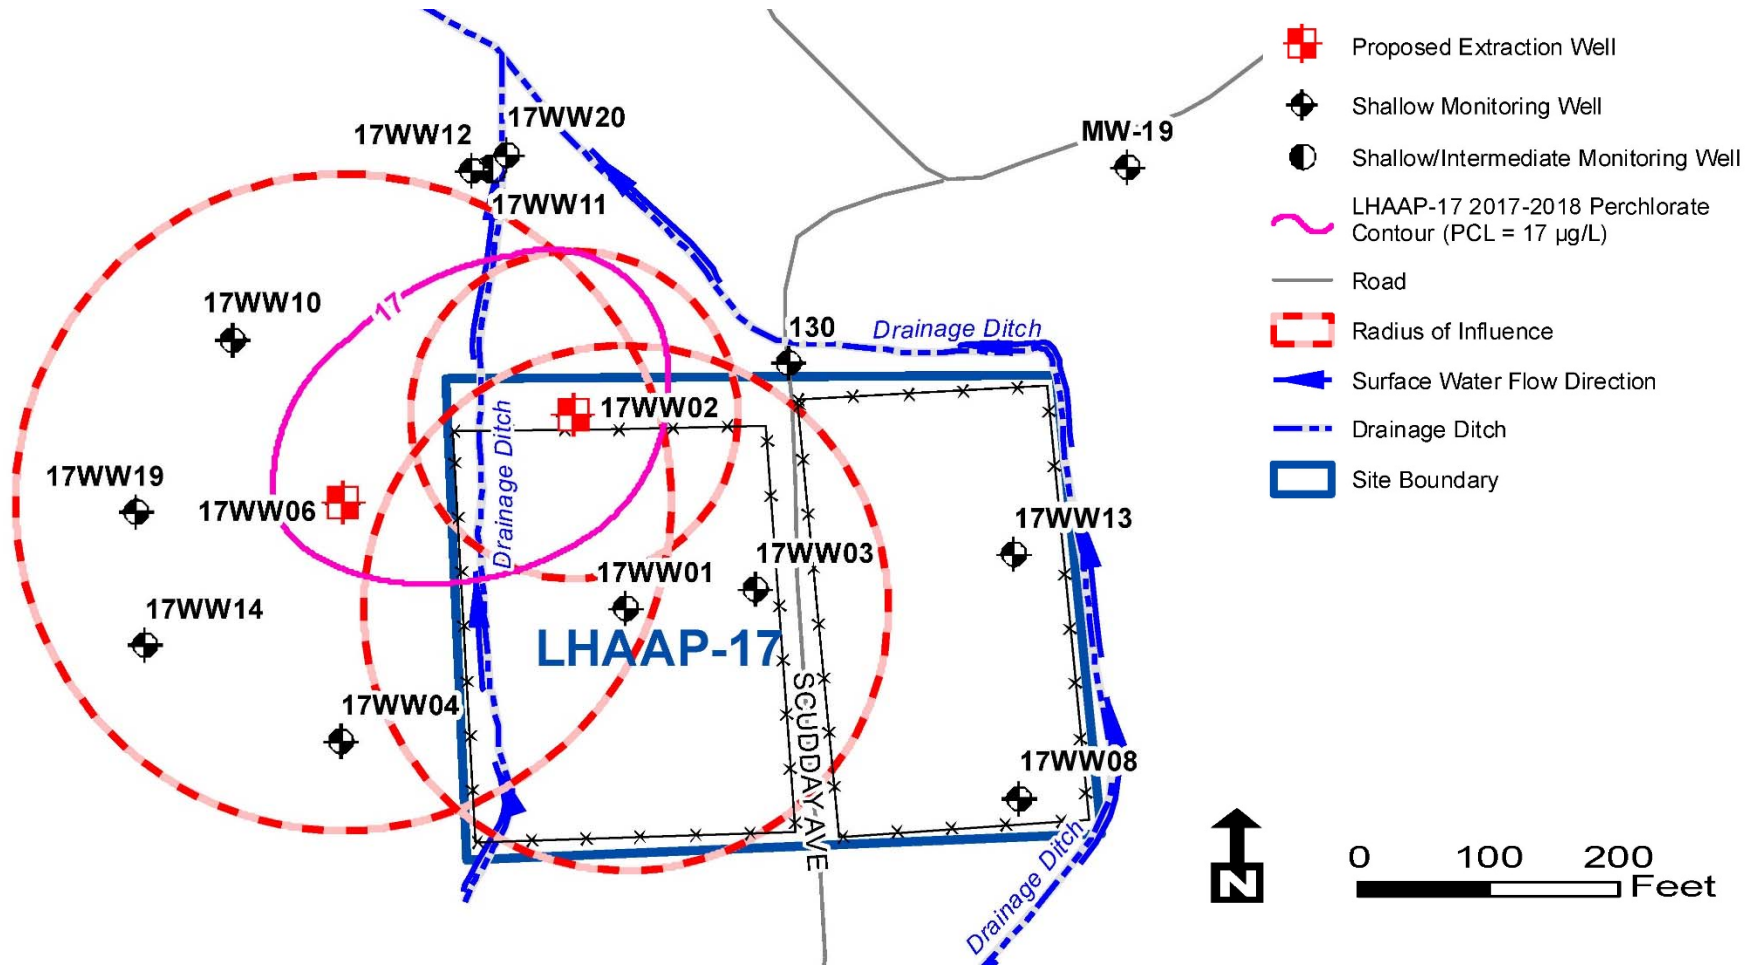 17WW20
17WW12
MW-19
17WW11
17WW10
17
130
Drainage Ditch
17WW02
Drainage Ditch
17WW19
17WW06
17WW13
17WW03
17WW01
17WW14
LHAAP-17
SCUDDAY AVE
17WW04
17WW08
Drainage Ditch
Proposed Extraction Well
Shallow Monitoring Well
Shallow/Intermediate Monitoring Well
LHAAP-17 2017-2018 Perchlorate
Contour (PCL = 17 µg/L)
Road
Radius of Influence
Surface Water Flow Direction
Drainage Ditch
Site Boundary
N
0 100 200
Feet